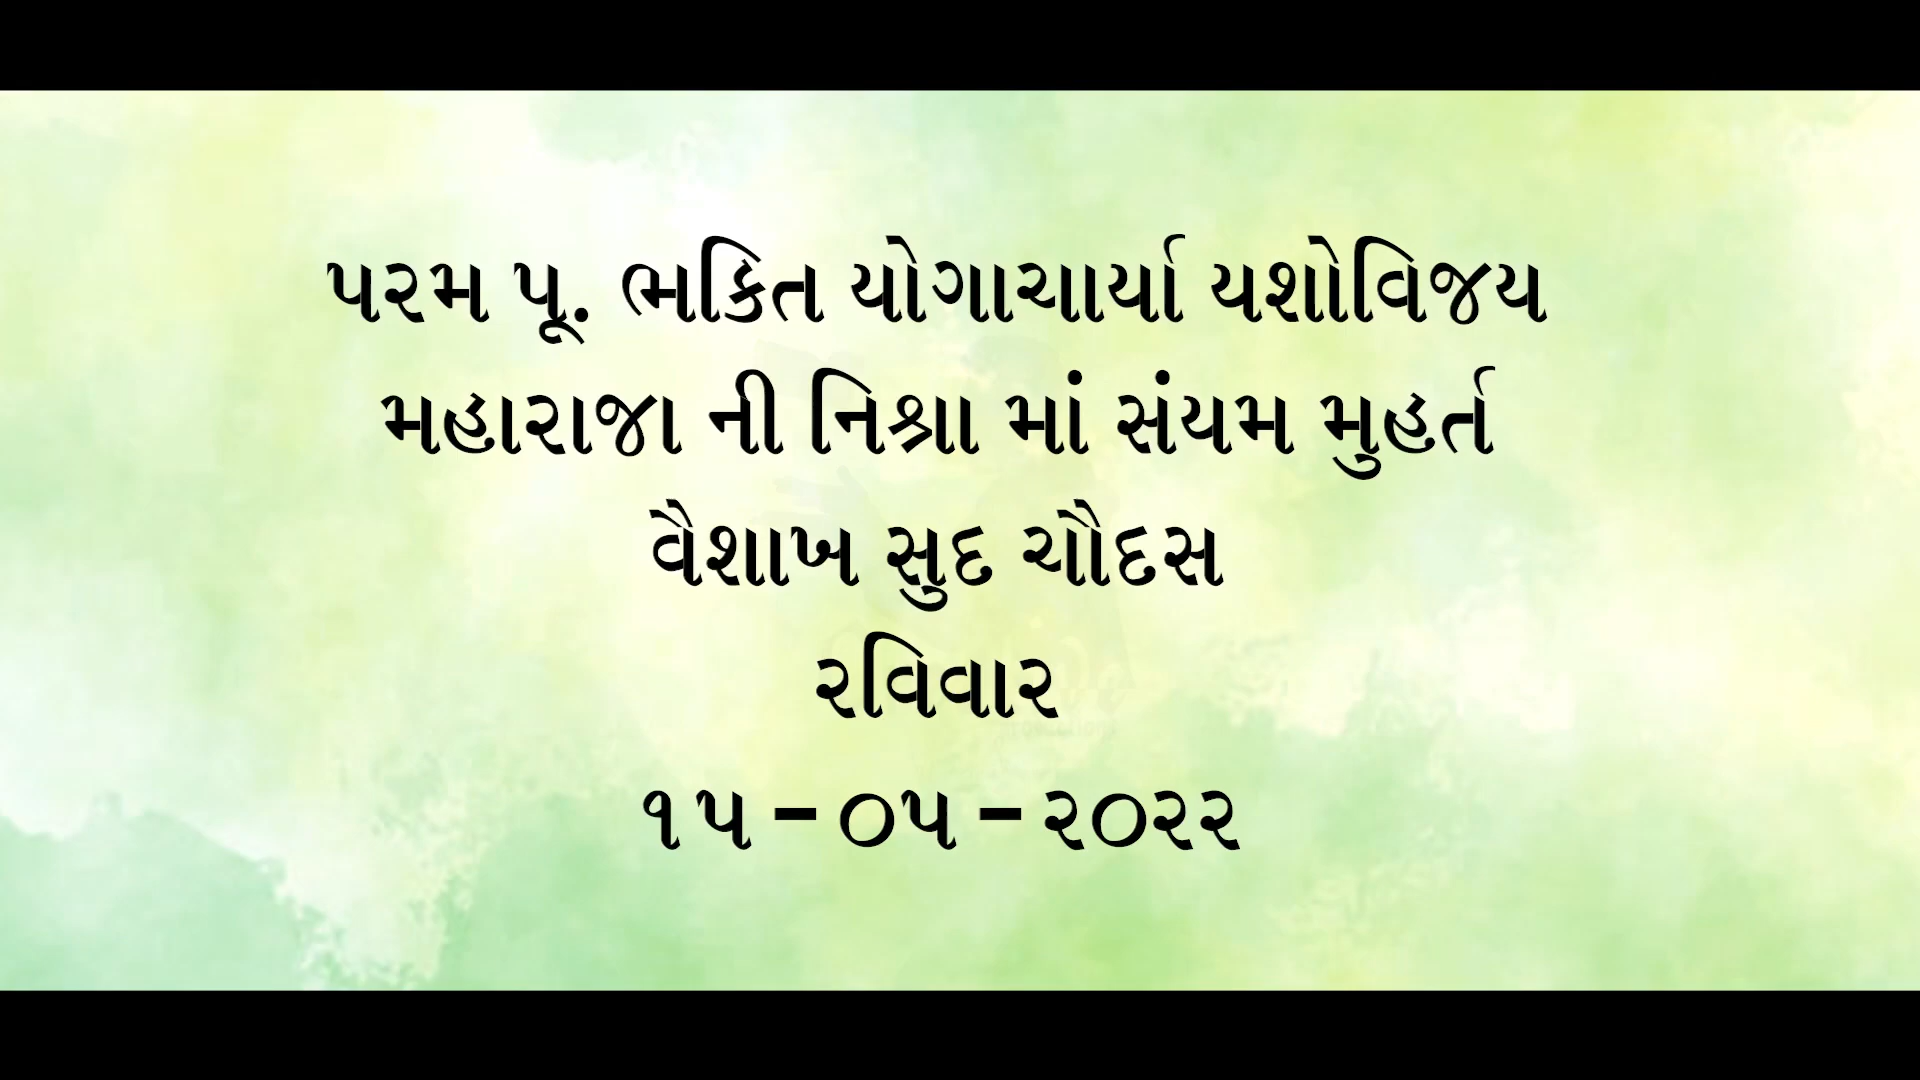 પરમ પૂ. ભકિત યોગાચાર્યા યશોવિજય
મહારાજા ની નિશ્રા માં સંયમ મુહર્ત
વૈશાખ સુદ ચૌદસ
રવિવાર
૧૫ - ૦૫ - ૨૦૨૨